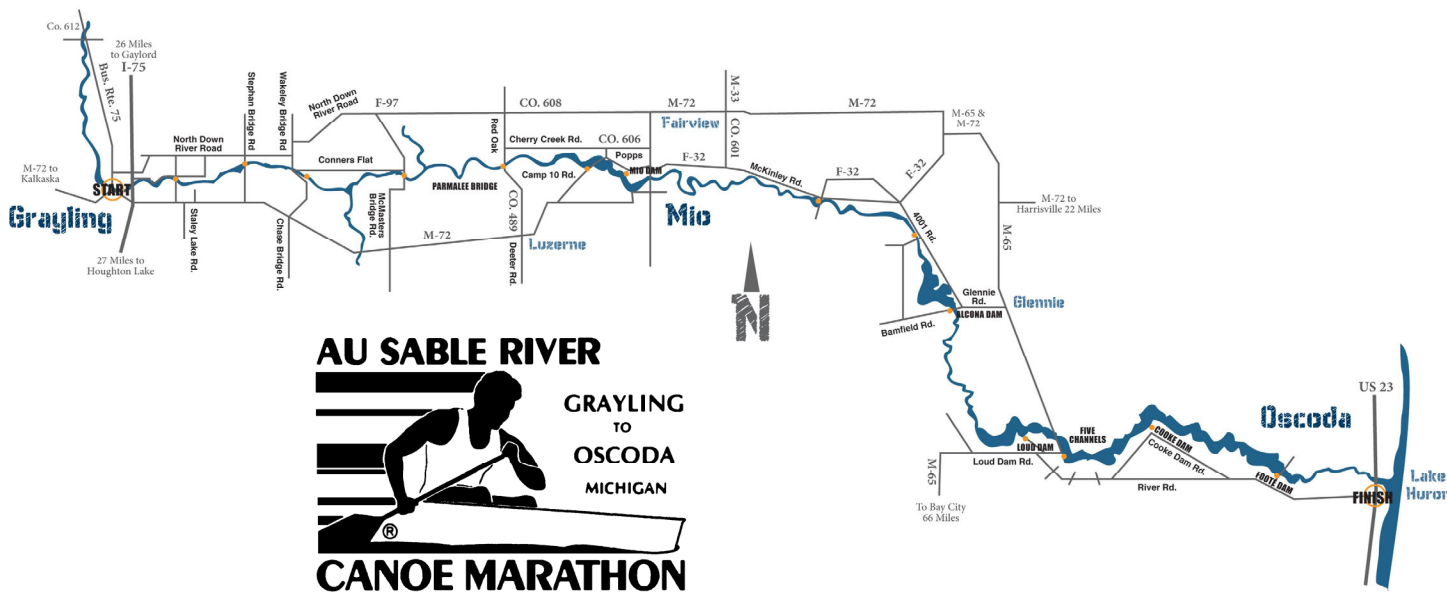 Co. 612
Bus. Rte. 75
26 Miles
to Gaylord
I-75
M-72 to
Kalkaska
START
Grayling
27 Miles to
Houghton Lake
North Down
River Road
Staley Lake Rd.
Stephan Bridge Rd
Wakeley Bridge Rd
Chase Bridge Rd.
North Down
River Road
F-97
Conners Flat
McMasters
Bridge Rd.
M-72
PARMALEE BRIDGE
Red Oak
CO. 608
Cherry Creek Rd.
CO. 606
Popps
Camp 10 Rd.
MIO DAM
CO. 489
Deeter Rd.
Luzerne
M-72
Fairview
M-33
CO. 601
F-32
Mio
McKinley Rd.
M-72
F-32
F-32
M-65 &
M-72
M-72 to
Harrisville 22 Miles
M-65
4001 Rd.
Glennie
Rd.
Glennie
ALCONA DAM
Bamfield Rd.
N
LOUD DAM
Loud Dam Rd.
M-65
To Bay City
66 Miles
FIVE
CHANNELS
COOKE DAM
Cooke Dam Rd.
River Rd.
FOOTE DAM
Oscoda
US 23
FINISH
Lake
Huron
AU SABLE RIVER
GRAYLING
TO
OSCODA
MICHIGAN
®
CANOE MARATHON